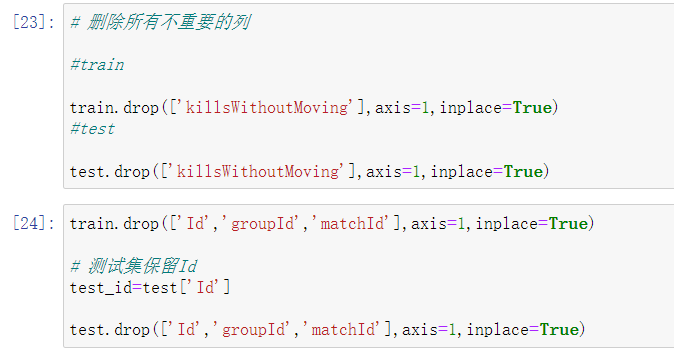 [23]:
# 删除所有不重要的列
#train
train.drop(['killsWithoutMoving'],axis=1,inplace=True)
#test
test.drop(['killsWithoutMoving'],axis=1,inplace=True)
[24]:
train.drop(['Id','groupId','matchId'],axis=1,inplace=True)
# 测试集保留Id
test_id=test['Id']
test.drop(['Id','groupId','matchId'],axis=1,inplace=True)